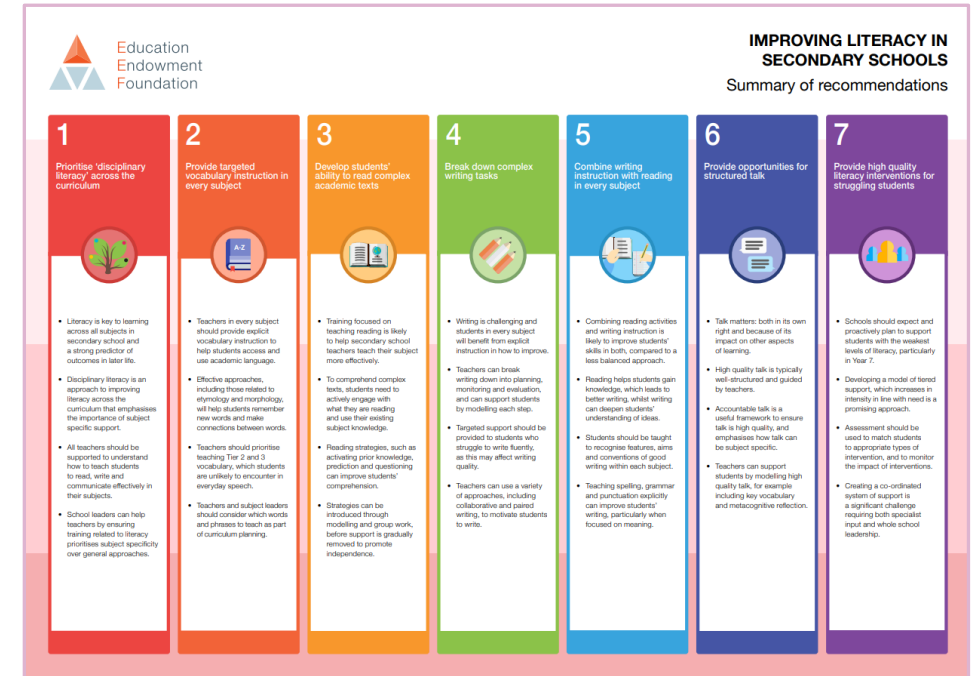 Education
Endowment
Foundation
IMPROVING LITERACY IN
SECONDARY SCHOOLS
Summary of recommendations
1
Prioritise ‘disciplinary
literacy’ across the
curriculum
• Literacy is key to learning
across all subjects in
secondary school and
a strong predictor of
outcomes in later life.
• Disciplinary literacy is an
approach to improving
literacy across the
curriculum that emphasises
the importance of subject
specific support.
• All teachers should be
supported to understand
how to teach students
to read, write and
communicate effectively in
their subjects.
• School leaders can help
teachers by ensuring
training related to literacy
prioritises subject specificity
over general approaches.
2
Provide targeted
vocabulary instruction in
every subject
A-Z
• Teachers in every subject
should provide explicit
vocabulary instruction to
help students access and
use academic language.
• Effective approaches,
including those related to
etymology and morphology,
will help students remember
new words and make
connections between words.
• Teachers should prioritise
teaching Tier 2 and 3
vocabulary, which students
are unlikely to encounter in
everyday speech.
• Teachers and subject leaders
should consider which words
and phrases to teach as part
of curriculum planning.
3
Develop students’
ability to read complex
academic texts
• Training focused on
teaching reading is likely
to help secondary school
teachers teach their subject
more effectively.
• To comprehend complex
texts, students need to
actively engage with
what they are reading
and use their existing
subject knowledge.
• Reading strategies, such as
activating prior knowledge,
prediction and questioning
can improve students’
comprehension.
• Strategies can be
introduced through
modelling and group work,
before support is gradually
removed to promote
independence.
4
Break down complex
writing tasks
• Writing is challenging and
students in every subject
will benefit from explicit
instruction in how to improve.
• Teachers can break
writing down into planning,
monitoring and evaluation,
and can support students
by modelling each step.
• Targeted support should be
provided to students who
struggle to write fluently,
as this may affect writing
quality.
• Teachers can use a variety
of approaches, including
collaborative and paired
writing, to motivate students
to write.
5
Combine writing
instruction with reading
in every subject
• Combining reading activities
and writing instruction is
likely to improve students’
skills in both, compared to a
less balanced approach.
• Reading helps students gain
knowledge, which leads to
better writing, whilst writing
can deepen students’
understanding of ideas.
• Students should be taught
to recognise features, aims
and conventions of good
writing within each subject.
• Teaching spelling, grammar
and punctuation explicitly
can improve students’
writing, particularly when
focused on meaning.
6
Provide opportunities for
structured talk
• Talk matters: both in its own
right and because of its
impact on other aspects
of learning.
• High quality talk is typically
well-structured and guided
by teachers.
• Accountable talk is a
useful framework to ensure
talk is high quality, and
emphasises how talk can
be subject specific.
• Teachers can support
students by modelling high
quality talk, for example
including key vocabulary
and metacognitive reflection.
7
Provide high quality
literacy interventions for
struggling students
• Schools should expect and
proactively plan to support
students with the weakest
levels of literacy, particularly
in Year 7.
• Developing a model of tiered
support, which increases in
intensity in line with need is a
promising approach.
• Assessment should be
used to match students
to appropriate types of
intervention, and to monitor
the impact of interventions.
• Creating a co-ordinated
system of support is
a significant challenge
requiring both specialist
input and whole school
leadership.